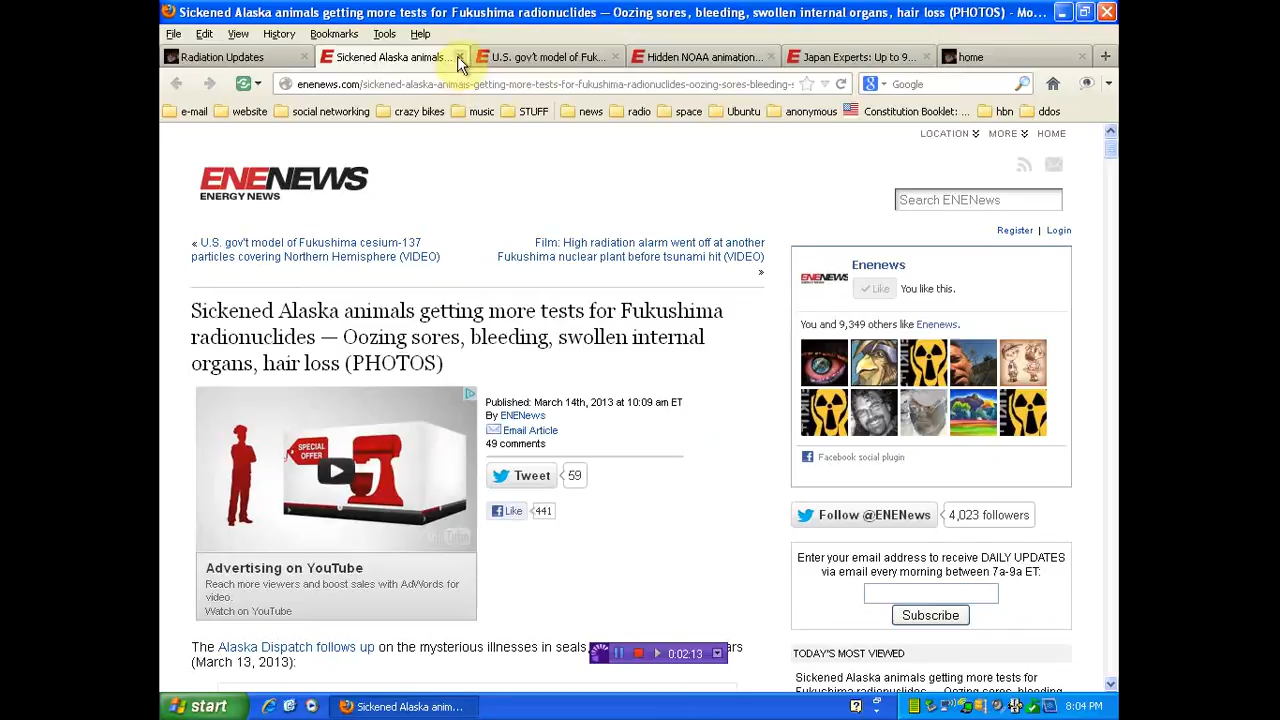 Sickened Alaska animals getting more tests for Fukushima radionuclides — Oozing sores, bleeding, swollen internal organs, hair loss (PHOTOS) - Mo...
File Edit View History Bookmarks Tools Help
Radiation Updates
Sickened Alaska animals...
U.S. gov't model of Fuk...
Hidden NOAA animation...
Japan Experts: Up to 9...
home
enenews.com/sickened-alaska-animals-getting-more-tests-for-fukushima-radionuclides-oozing-sores-bleeding-s
Google
e-mail website social networking crazy bikes music STUFF news radio space Ubuntu anonymous Constitution Booklet:... hbn ddos
LOCATION MORE HOME
ENENEWS
ENERGY NEWS
Search ENENews
Register | Login
« U.S. gov't model of Fukushima cesium-137
particles covering Northern Hemisphere (VIDEO)
Film: High radiation alarm went off at another
Fukushima nuclear plant before tsunami hit (VIDEO)
»
Sickened Alaska animals getting more tests for Fukushima
radionuclides — Oozing sores, bleeding, swollen internal
organs, hair loss (PHOTOS)
SPECIAL
OFFER
YouTube
Advertising on YouTube
Reach more viewers and boost sales with AdWords for
video.
Watch on YouTube
Published: March 14th, 2013 at 10:09 am ET
By ENENews
Email Article
49 comments
Tweet 59
Like 441
The Alaska Dispatch follows up on the mysterious illnesses in seals
(March 13, 2013):
0:02:13
ENENEWS
Enenews
Like You like this.
You and 9,349 others like Enenews.
Facebook social plugin
Follow @ENENews 4,023 followers
Enter your email address to receive DAILY UPDATES
via email every morning between 7a-9a ET:
Subscribe
TODAY'S MOST VIEWED
Sickened Alaska animals getting more tests for
Fukushima radionuclides — Oozing sores, bleeding
start
Sickened Alaska anim...
8:04 PM